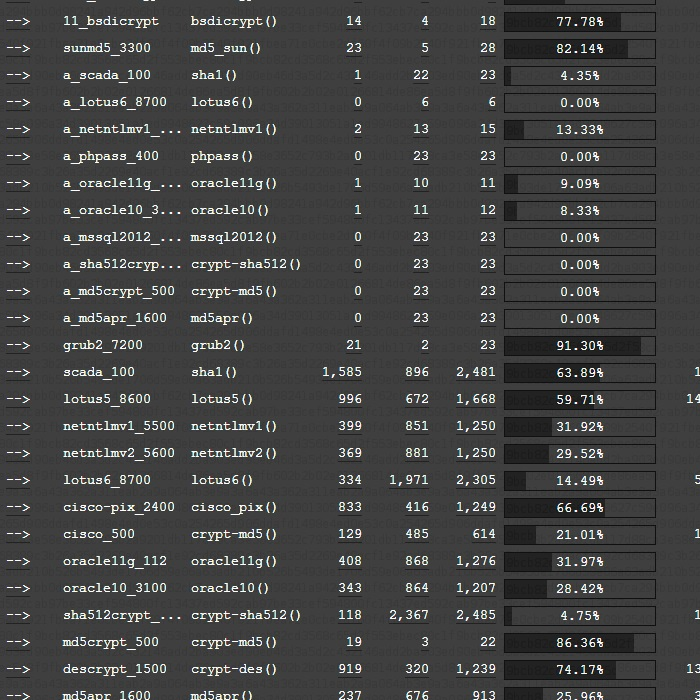 --> 11_bsdicrypt bsdicrypt() 14 4 18 77.78%
--> sunmd5_3300 md5_sun() 23 5 28 82.14%
--> a_scada_100 sha1() 1 22 23 4.35%
--> a_lotus6_8700 lotus6() 0 6 6 0.00%
--> a_netntlmv1_... netntlmv1() 2 13 15 13.33%
--> a_phpass_400 phpass() 0 23 23 0.00%
--> a_oracle11g_... oracle11g() 1 10 11 9.09%
--> a_oracle10_3... oracle10() 1 11 12 8.33%
--> a_mssql2012_... mssql2012() 0 23 23 0.00%
--> a_sha512cryp... crypt-sha512() 0 23 23 0.00%
--> a_md5crypt_500 crypt-md5() 0 23 23 0.00%
--> a_md5apr_1600 md5apr() 0 23 23 0.00%
--> grub2_7200 grub2() 21 2 23 91.30%
--> scada_100 sha1() 1,585 896 2,481 63.89% 1
--> lotus5_8600 lotus5() 996 672 1,668 59.71% 14
--> netntlmv1_5500 netntlmv1() 399 851 1,250 31.92%
--> netntlmv2_5600 netntlmv2() 369 881 1,250 29.52%
--> lotus6_8700 lotus6() 334 1,971 2,305 14.49% 5
--> cisco-pix_2400 cisco_pix() 833 416 1,249 66.69%
--> cisco_500 crypt-md5() 129 485 614 21.01% 1
--> oracle11g_112 oracle11g() 408 868 1,276 31.97%
--> oracle10_3100 oracle10() 343 864 1,207 28.42%
--> sha512crypt_... crypt-sha512() 118 2,367 2,485 4.75% 1
--> md5crypt_500 crypt-md5() 19 3 22 86.36%
--> descrypt_1500 crypt-des() 919 320 1,239 74.17% 13
--> md5apr_1600 md5apr() 237 676 913 25.96%